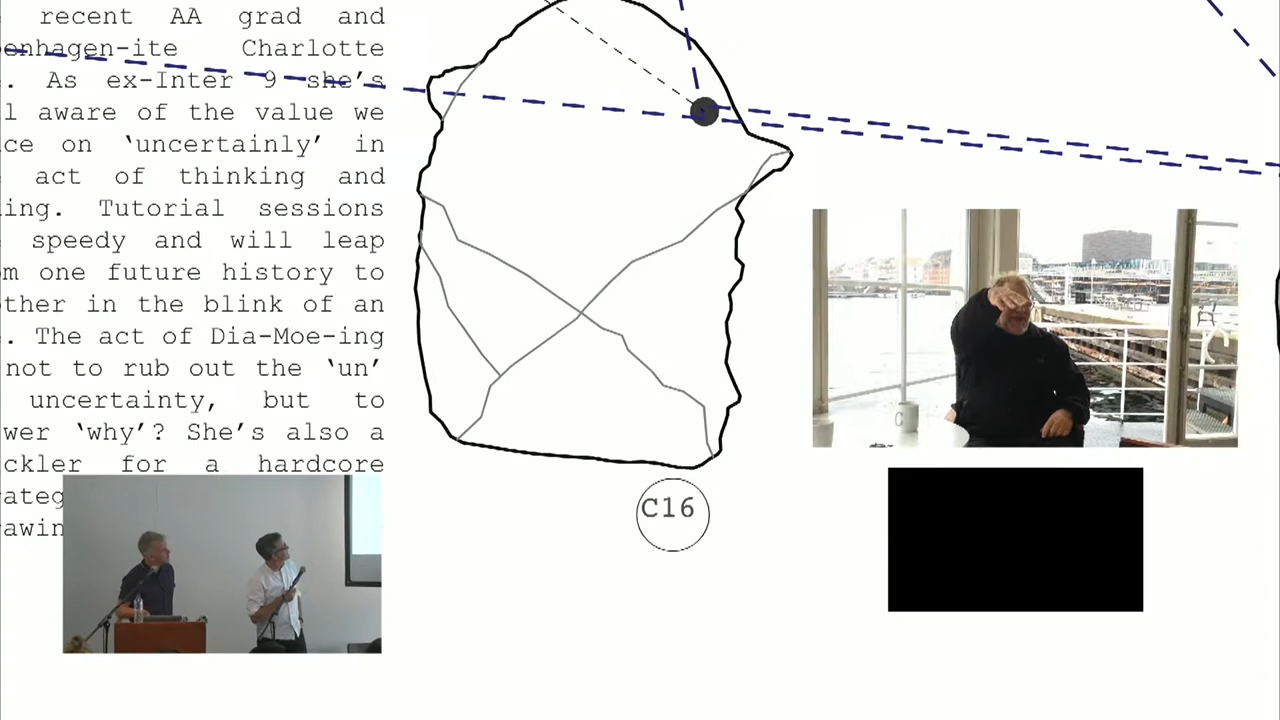 recent AA grad and
enhagen-ite Charlotte
. As ex-Inter 9 she's
l aware of the value we
ce on 'uncertainly' in
act of thinking and
ing. Tutorial sessions
speedy and will leap
m one future history to
other in the blink of an
. The act of Dia-Moe-ing
not to rub out the 'un'
uncertainty, but to
wer 'why'? She's also a
ckler for a hardcore
rateg
rawin
C16